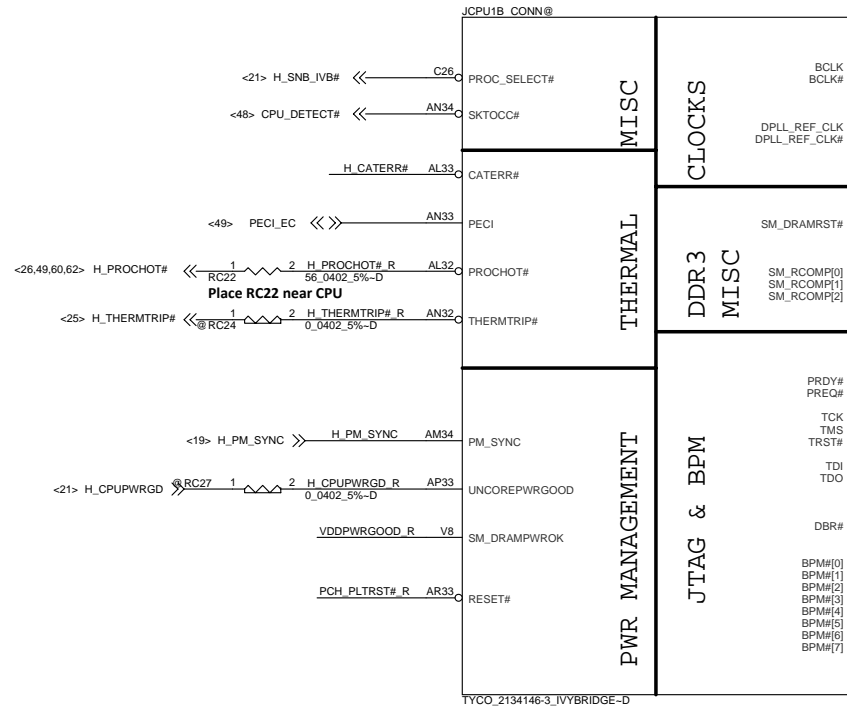 JCPU1B CONN@
<21> H_SNB_IVB# C26 PROC_SELECT#
<48> CPU_DETECT# AN34 SKTOCC#
MISC
H_CATERR# AL33 CATERR#
<49> PECI_EC AN33 PECI
<26,49,60,62> H_PROCHOT# 1 2 H_PROCHOT#_R AL32 PROCHOT#
RC22 56_0402_5%~D
Place RC22 near CPU
<25> H_THERMTRIP# 1 2 H_THERMTRIP#_R AN32 THERMTRIP#
@RC24 0_0402_5%~D
THERMAL
<19> H_PM_SYNC H_PM_SYNC AM34 PM_SYNC
<21> H_CPUPWRGD @RC27 1 2 H_CPUPWRGD_R AP33 UNCOREPWRGOOD
0_0402_5%~D
VDDPWRGOOD_R V8 SM_DRAMPWROK
PCH_PLTRST#_R AR33 RESET#
PWR MANAGEMENT
CLOCKS
BCLK
BCLK#
DPLL_REF_CLK
DPLL_REF_CLK#
DDR3
MISC
SM_DRAMRST#
SM_RCOMP[0]
SM_RCOMP[1]
SM_RCOMP[2]
JTAG & BPM
PRDY#
PREQ#
TCK
TMS
TRST#
TDI
TDO
DBR#
BPM#[0]
BPM#[1]
BPM#[2]
BPM#[3]
BPM#[4]
BPM#[5]
BPM#[6]
BPM#[7]
TYCO_2134146-3_IVYBRIDGE~D